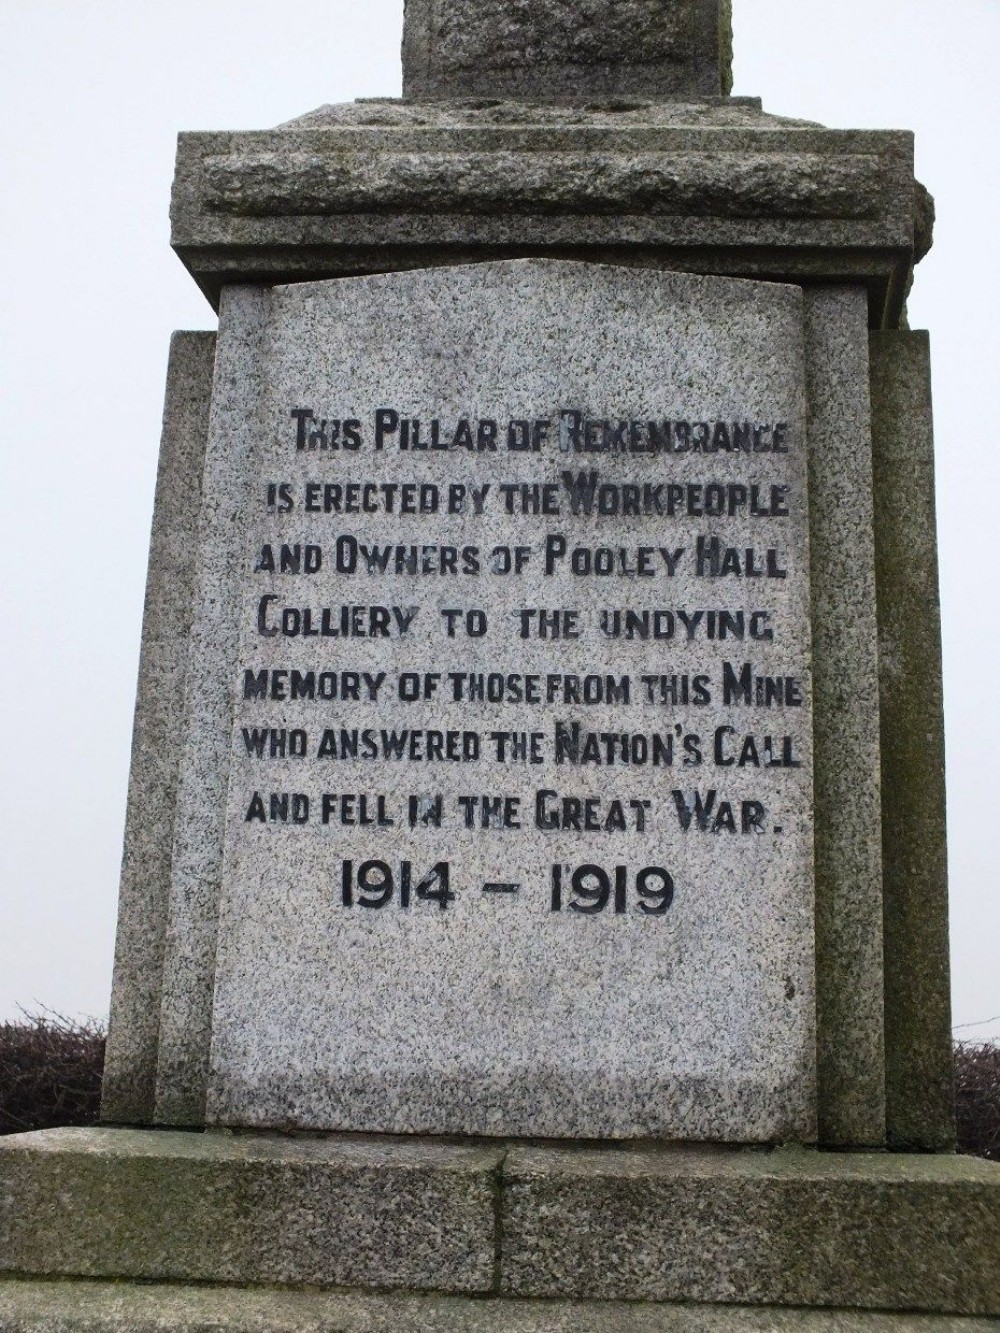 This Pillar of Remembrance
is erected by the Workpeople
and Owners of Pooley Hall
Colliery to the undying
memory of those from this Mine
who answered the Nation's Call
and fell in the Great War.
1914 – 1919